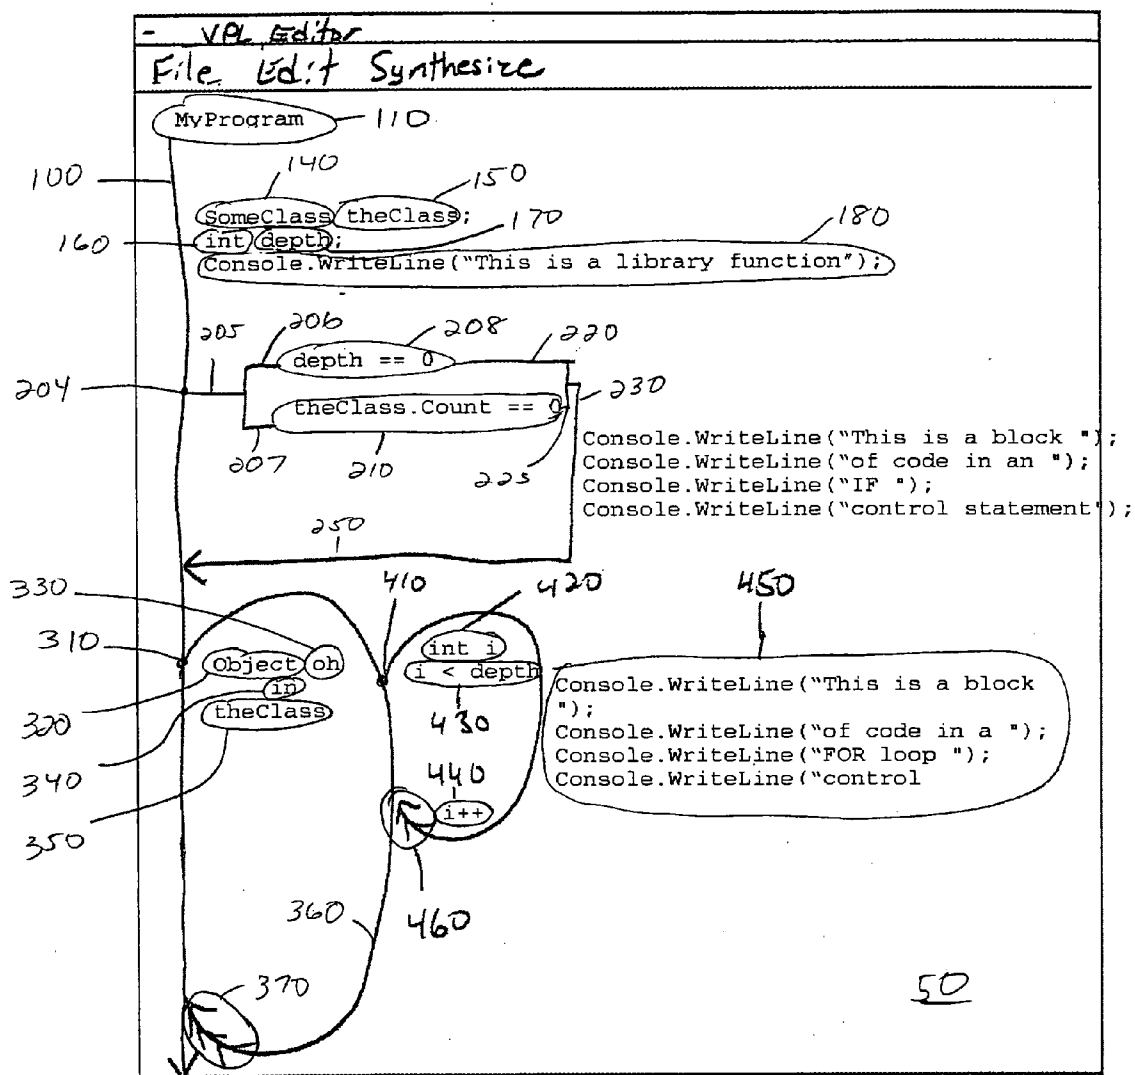 - VPL Editor
File Edit Synthesize
MyProgram 110
140
100 150
SomeClass theClass; 170 180
160 int depth;
Console.WriteLine("This is a library function");
205 206 208 220
depth == 0
204 230
theClass.Count == 0
Console.WriteLine("This is a block ");
207 210 225 Console.WriteLine("of code in an ");
Console.WriteLine("IF ");
Console.WriteLine("control statement");
250
330 410 420 450
310 int i
Object oh i < depth
in Console.WriteLine("This is a block
320 theClass 430 ");
Console.WriteLine("of code in a ");
340 440 Console.WriteLine("FOR loop ");
Console.WriteLine("control
350 i++
360 460
370 50